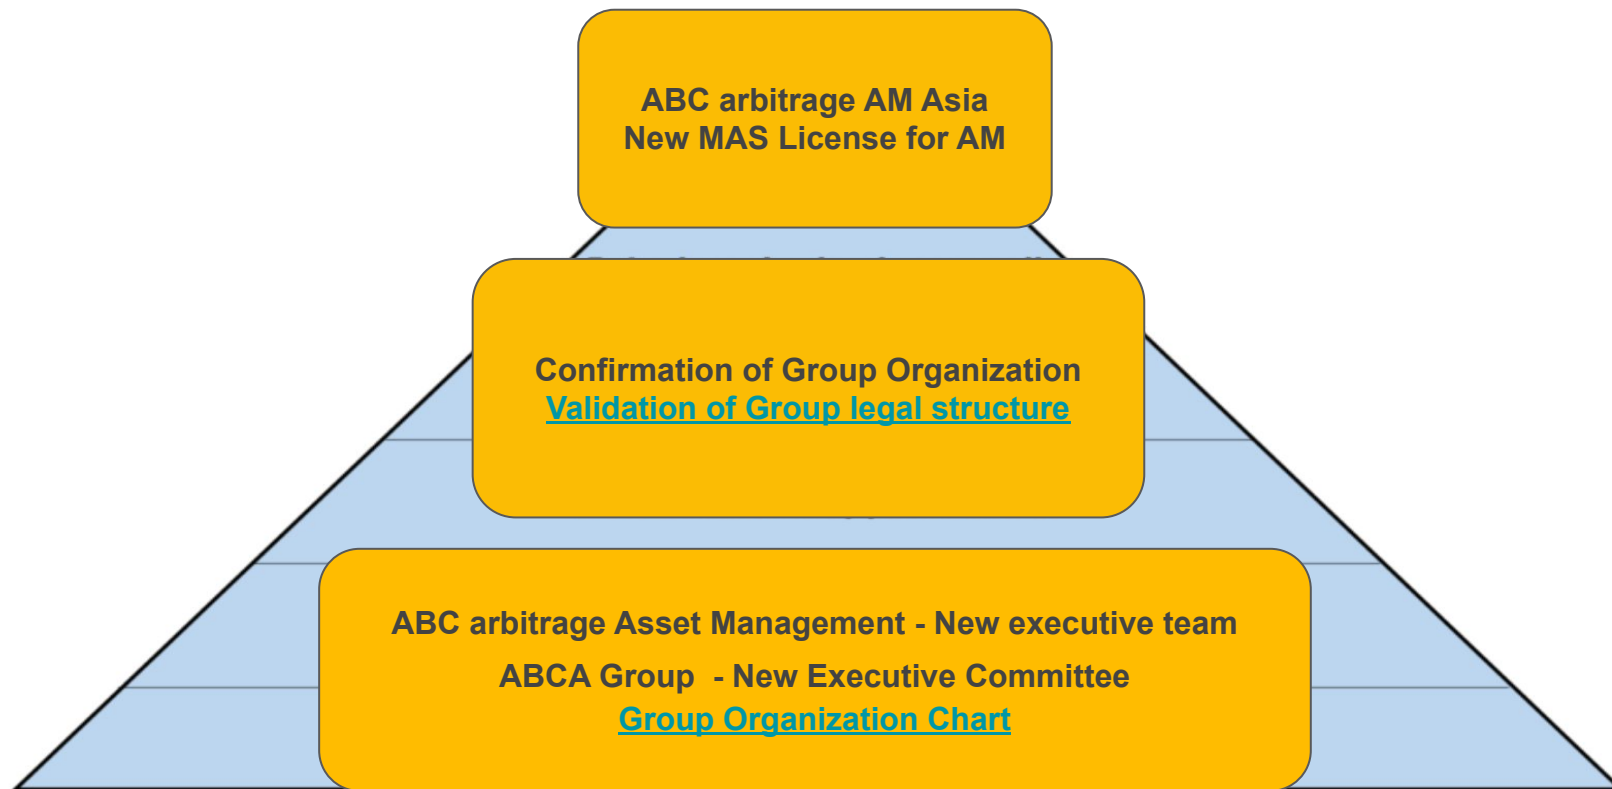 ABC arbitrage AM Asia
New MAS License for AM
Confirmation of Group Organization
Validation of Group legal structure
ABC arbitrage Asset Management - New executive team
ABCA Group - New Executive Committee
Group Organization Chart